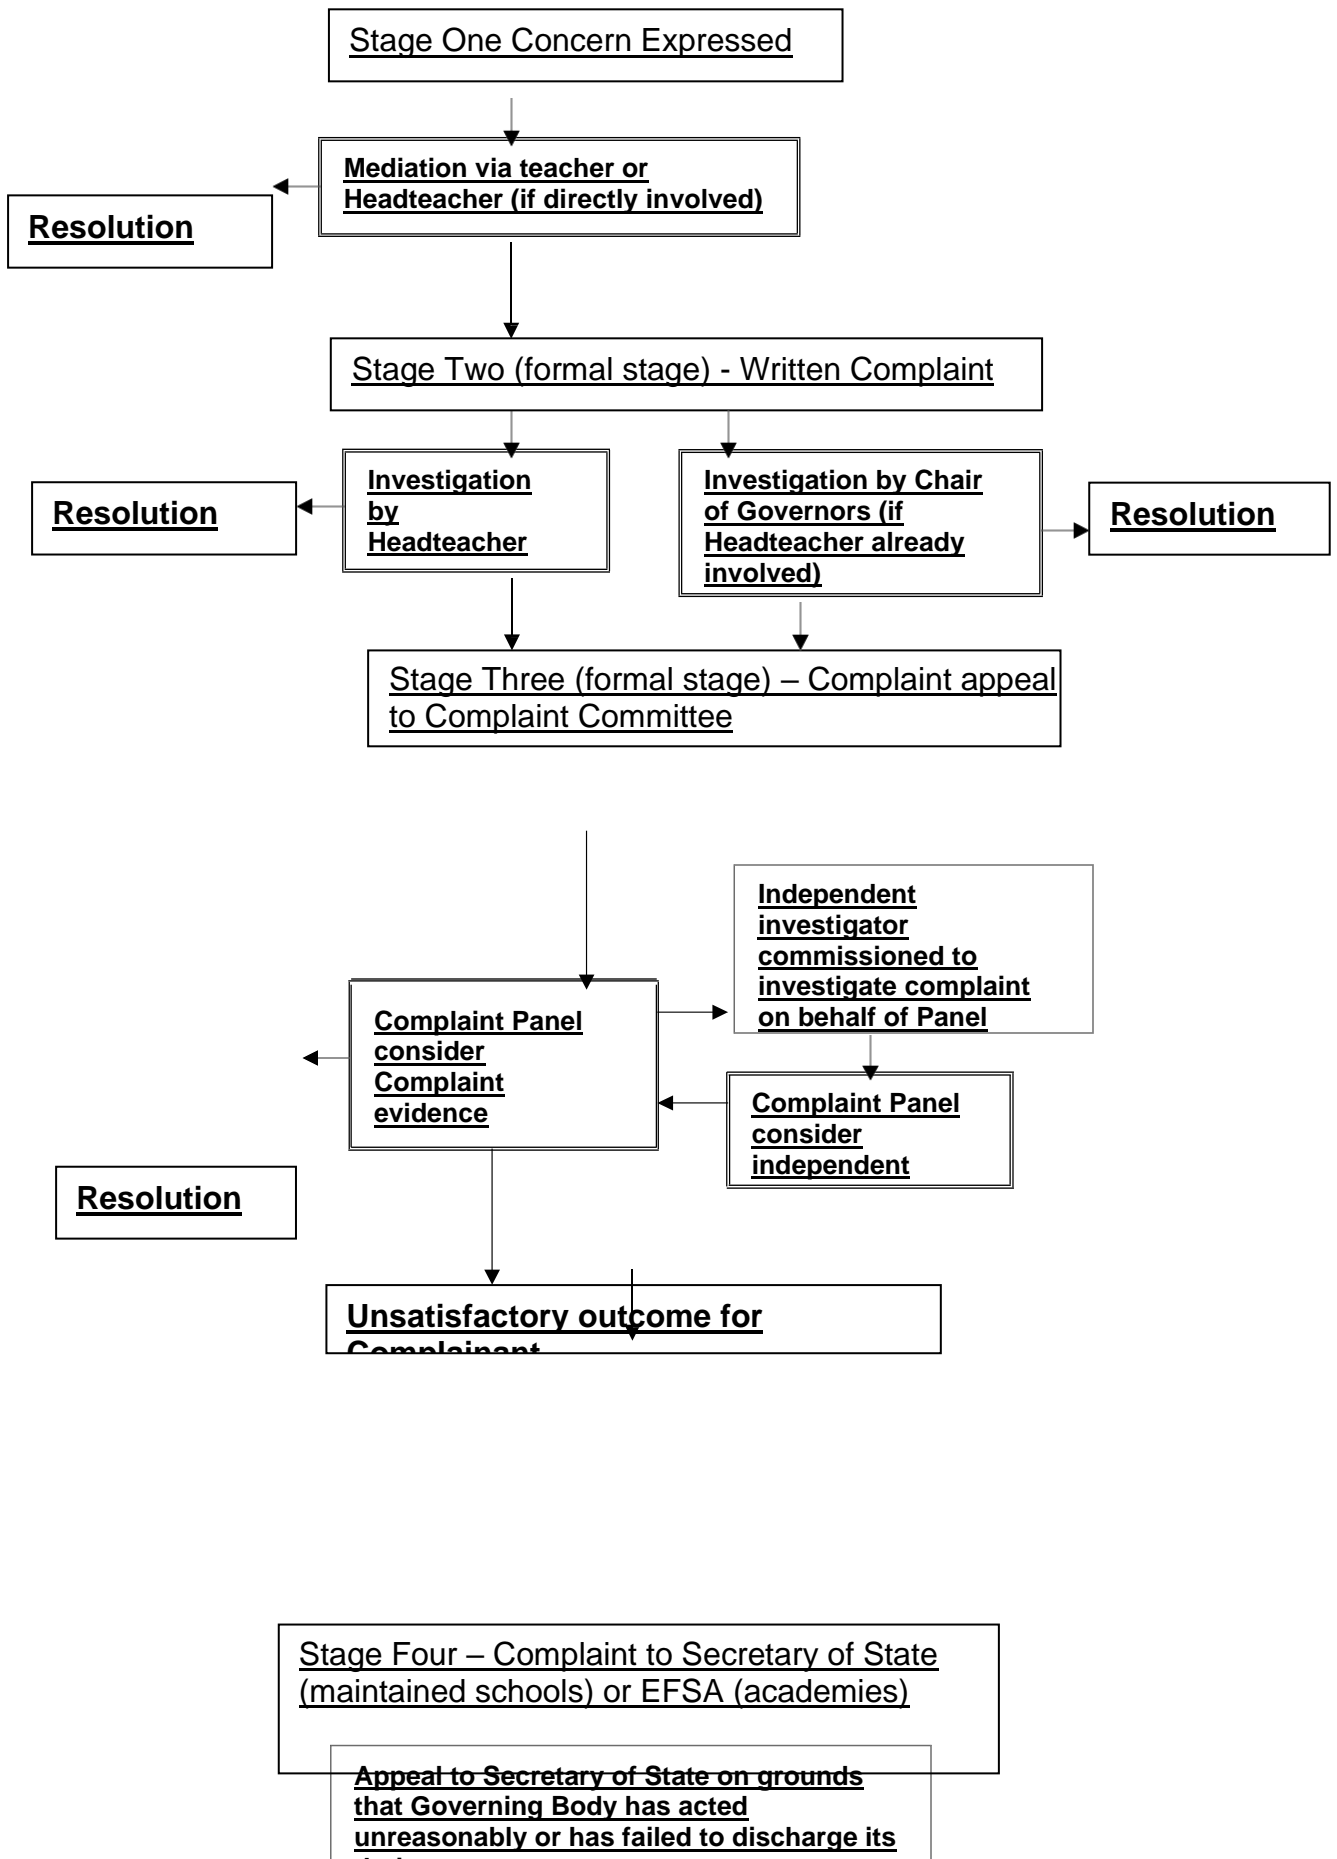 Stage One Concern Expressed
Mediation via teacher or
Headteacher (if directly involved)
Resolution
Stage Two (formal stage) - Written Complaint
Resolution
Investigation
by
Headteacher
Investigation by Chair
of Governors (if
Headteacher already
involved)
Resolution
Stage Three (formal stage) – Complaint appeal
to Complaint Committee
Independent
investigator
commissioned to
investigate complaint
on behalf of Panel
Complaint Panel
consider
Complaint
evidence
Complaint Panel
consider
independent
Resolution
Unsatisfactory outcome for
Complainant
Stage Four – Complaint to Secretary of State
(maintained schools) or EFSA (academies)
Appeal to Secretary of State on grounds
that Governing Body has acted
unreasonably or has failed to discharge its